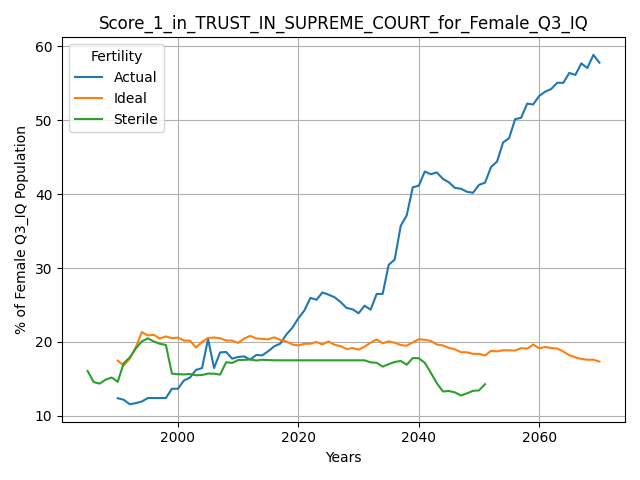 Score_1_in_TRUST_IN_SUPREME_COURT_for_Female_Q3_IQ
Fertility
Actual
Ideal
Sterile
% of Female Q3_IQ Population
60
50
40
30
20
10
2000 2020 2040 2060
Years